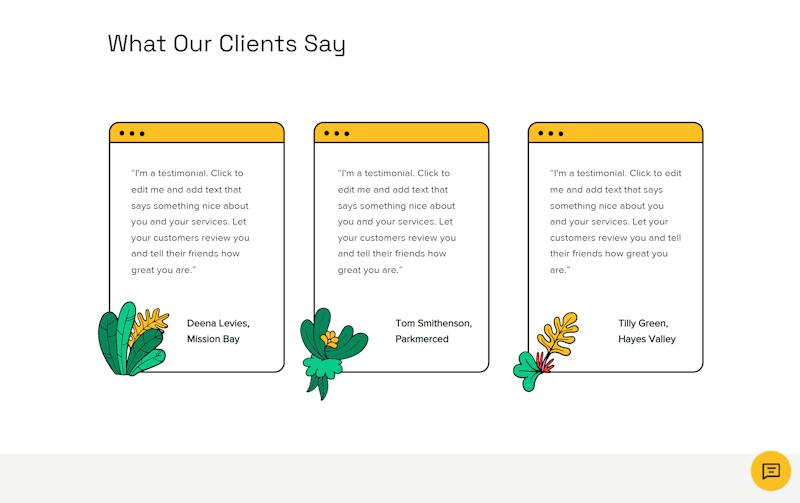 What Our Clients Say
“I'm a testimonial. Click to
edit me and add text that
says something nice about
you and your services. Let
your customers review you
and tell their friends how
great you are.”
Deena Levies,
Mission Bay
“I'm a testimonial. Click to
edit me and add text that
says something nice about
you and your services. Let
your customers review you
and tell their friends how
great you are.”
Tom Smithenson,
Parkmerced
“I'm a testimonial. Click to edit
me and add text that says
something nice about you
and your services. Let your
customers review you and tell
their friends how great you
are.”
Tilly Green,
Hayes Valley